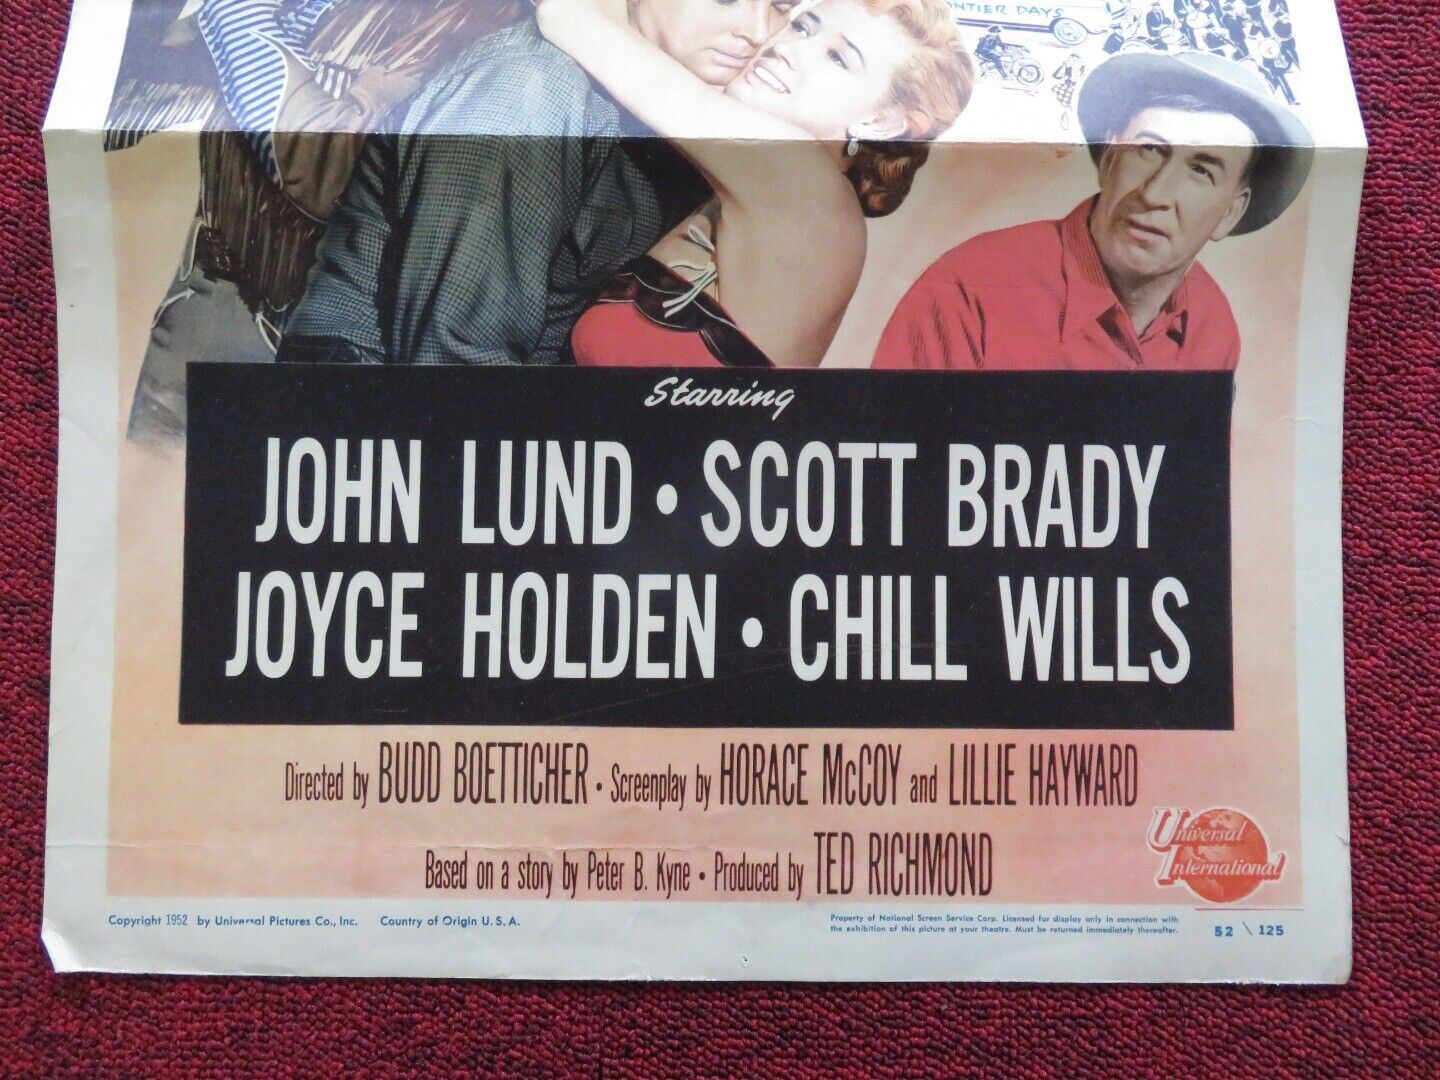 NTIER DAYS
Starring
JOHN LUND • SCOTT BRADY
JOYCE HOLDEN • CHILL WILLS
Directed by BUDD BOETTICHER • Screenplay by HORACE McCOY and LILLIE HAYWARD
Based on a story by Peter B. Kyne • Produced by TED RICHMOND
Universal
International
Copyright 1952 by Universal Pictures Co., Inc. Country of Origin U.S.A.
Property of National Screen Service Corp. Licensed for display only in connection with
the exhibition of this picture at your theatre. Must be returned immediately thereafter.
52 \ 125